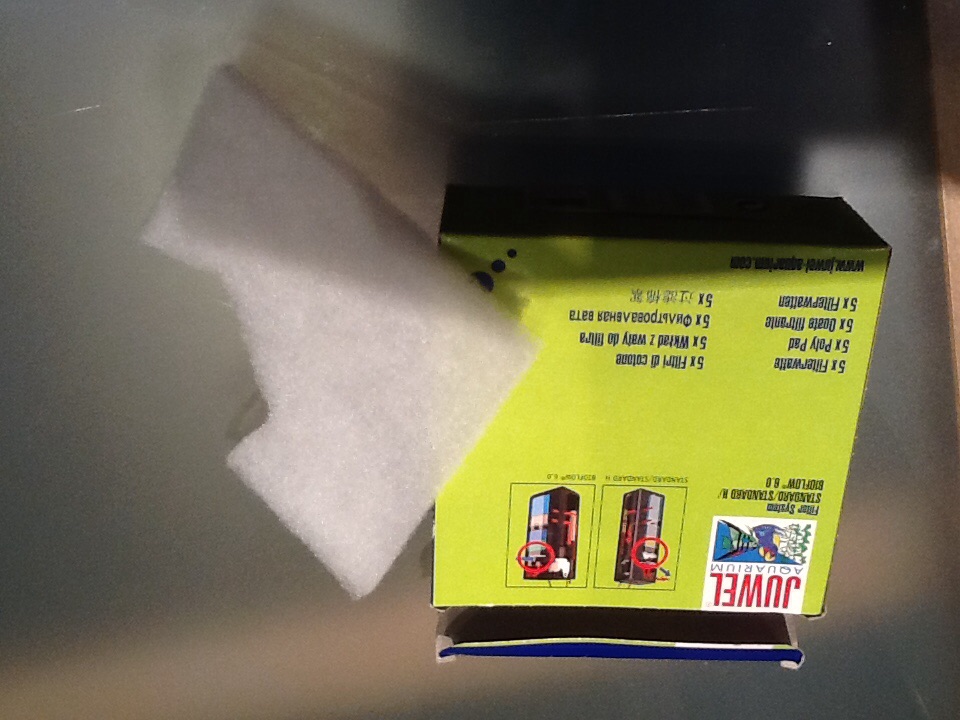 JUWEL
AQUARIUM
Filter System
STANDARD/STANDARD H/
BIOFLOW® 6.0
STANDARD/STANDARD H
BIOFLOW® 6.0
5x Filterwatte
5x Poly Pad
5x Ouate filtrante
5x Filterwatten
5x Filtri di cotone
5x Wkład z waty do filtra
5x Фильтровальная вата
5x 过滤棉
www.juwel-aquarium.com